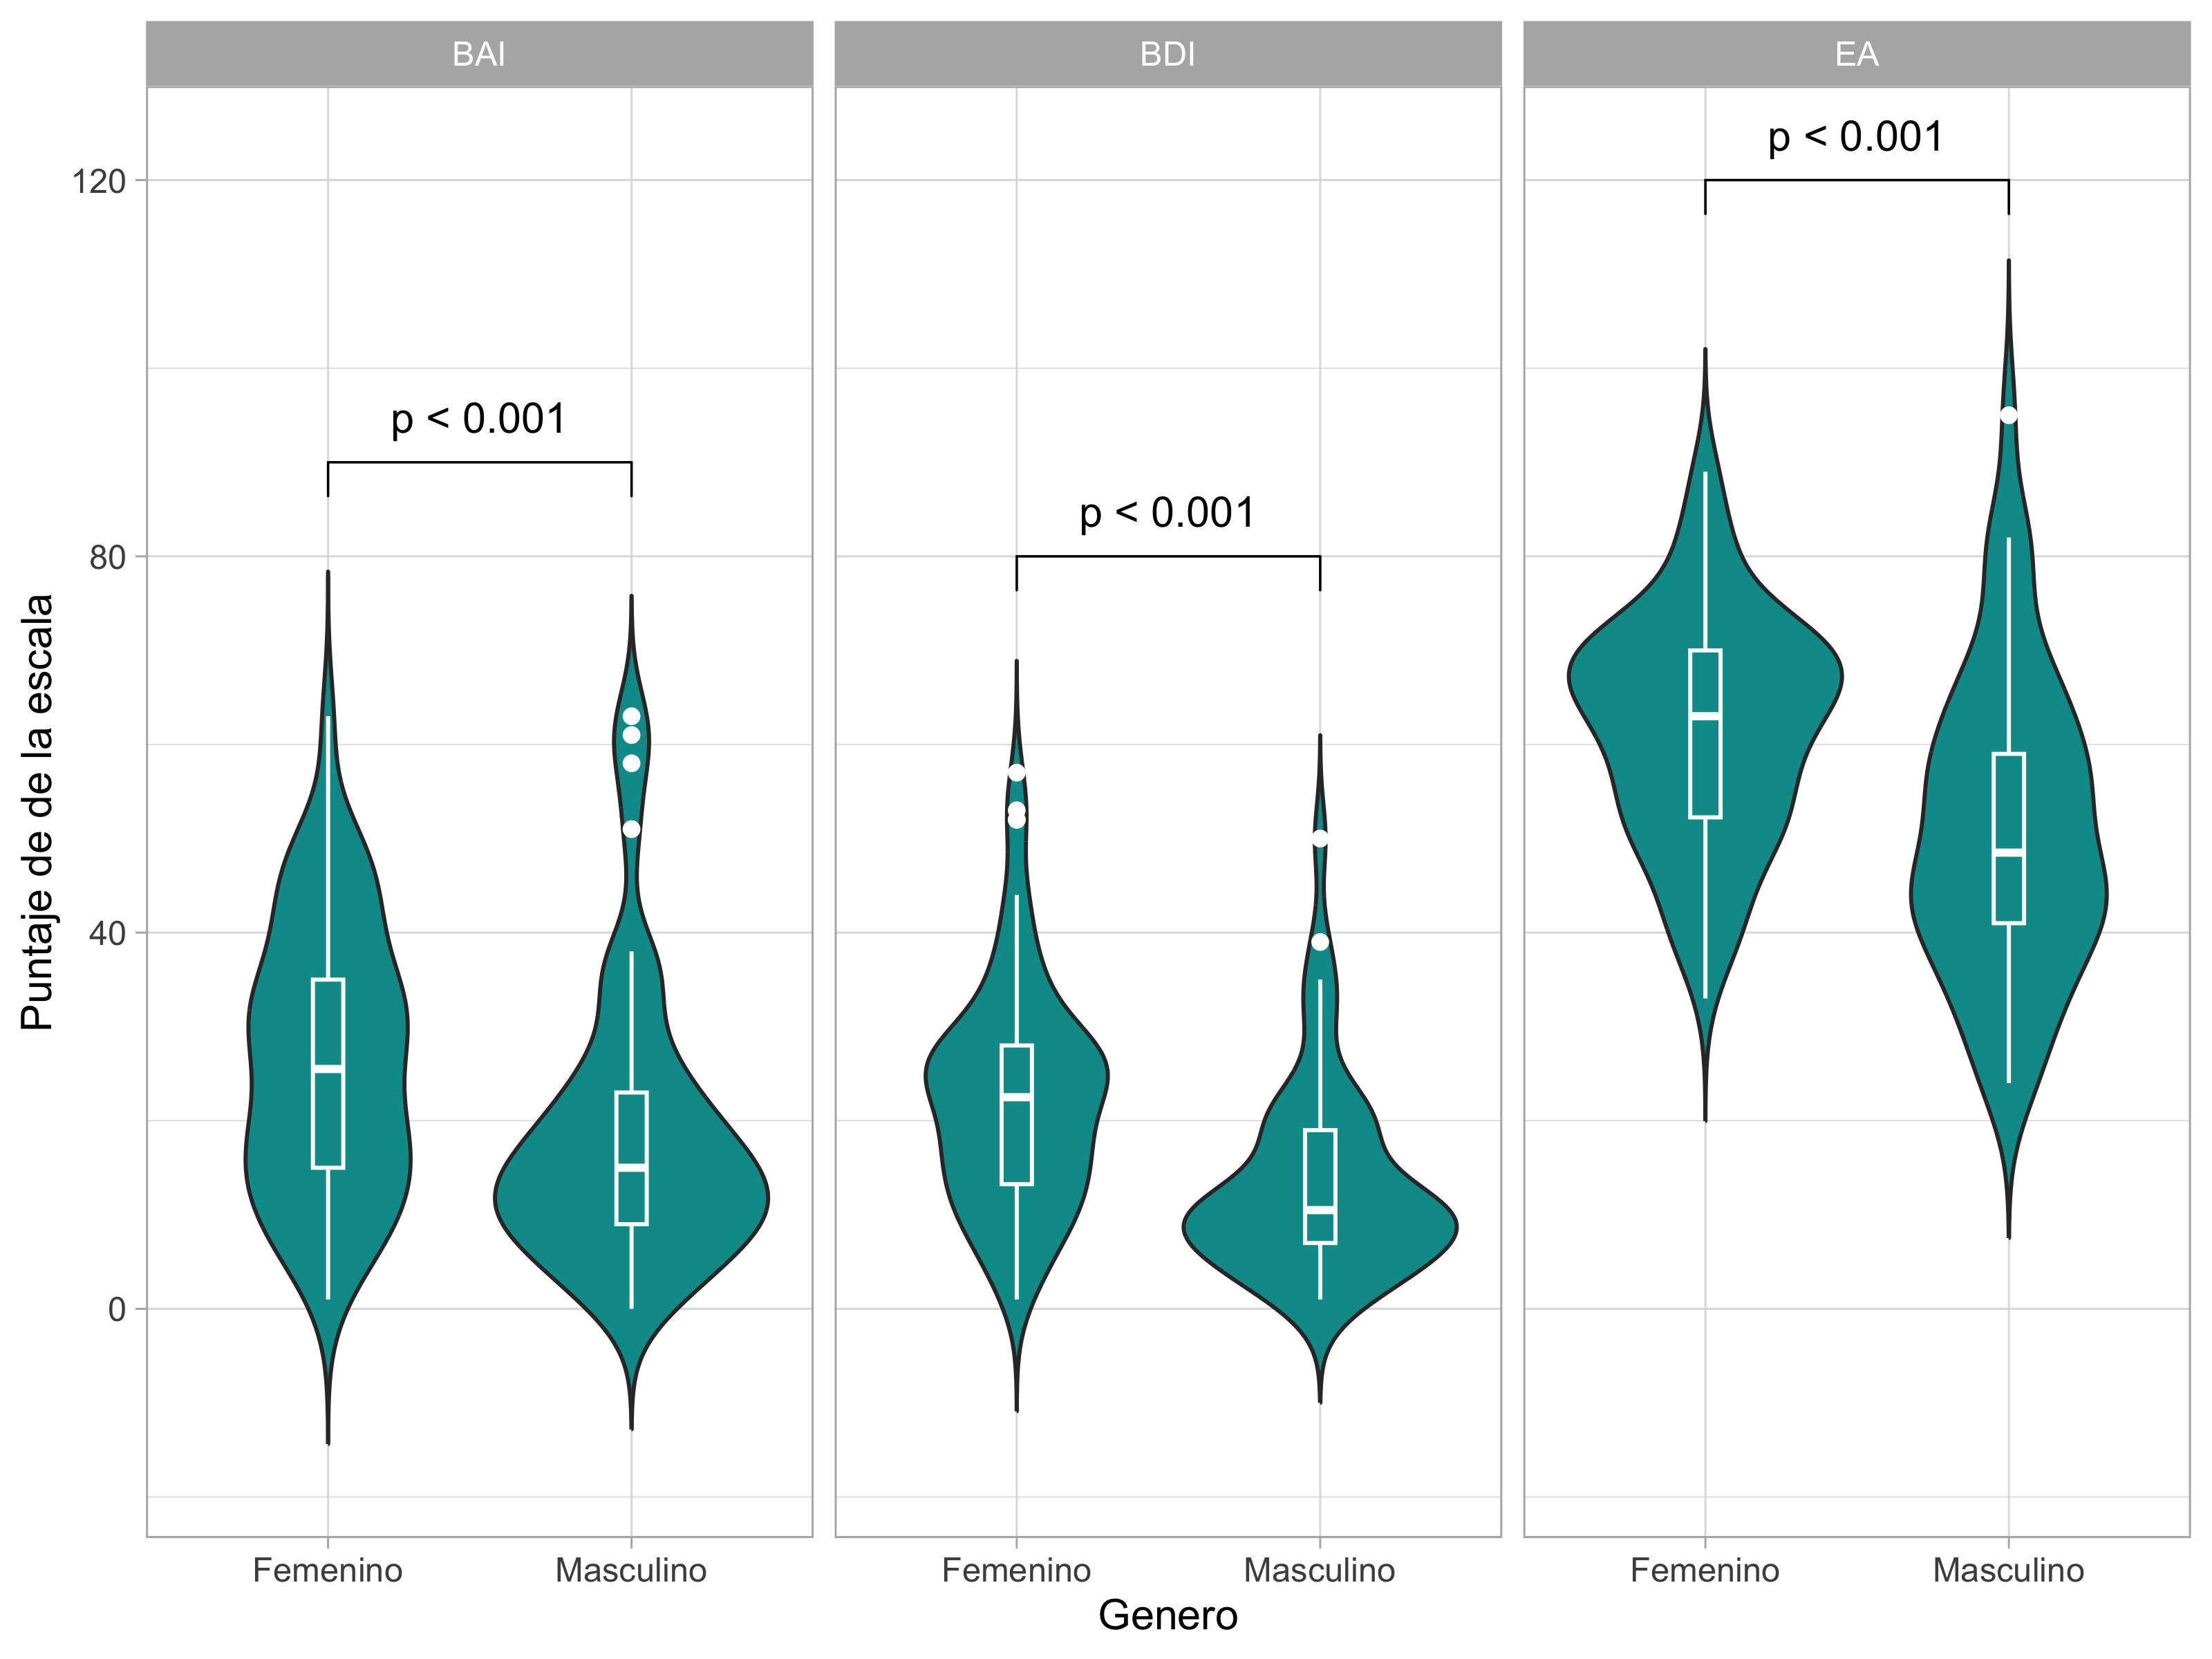 BAI
BDI
EA
p < 0.001
p < 0.001
p < 0.001
120
80
40
0
Puntaje de de la escala
Femenino
Masculino
Femenino
Masculino
Femenino
Masculino
Genero